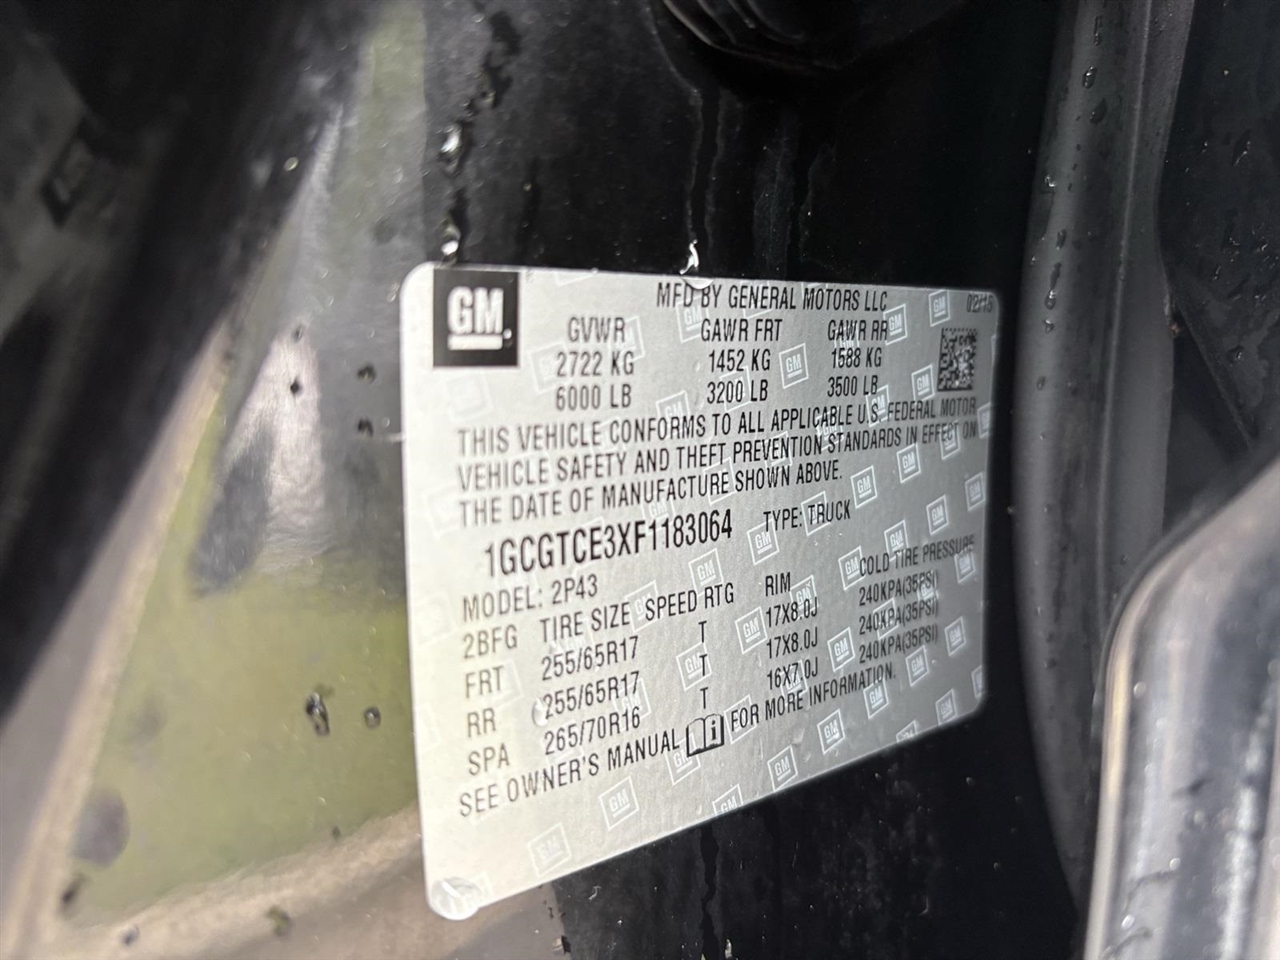 GM
MFD BY GENERAL MOTORS LLC 02/15
GVWR GAWR FRT GAWR RR
2722 KG 1452 KG 1588 KG
6000 LB 3200 LB 3500 LB
THIS VEHICLE CONFORMS TO ALL APPLICABLE U.S. FEDERAL MOTOR
VEHICLE SAFETY AND THEFT PREVENTION STANDARDS IN EFFECT ON
THE DATE OF MANUFACTURE SHOWN ABOVE.
1GCGTCE3XF1183064 TYPE: TRUCK
MODEL: 2P43
2BFG TIRE SIZE SPEED RTG RIM COLD TIRE PRESSURE
FRT 255/65R17 T 17X8.0J 240KPA(35PSI)
RR 255/65R17 T 17X8.0J 240KPA(35PSI)
SPA 265/70R16 T 16X7.0J 240KPA(35PSI)
SEE OWNER'S MANUAL FOR MORE INFORMATION.